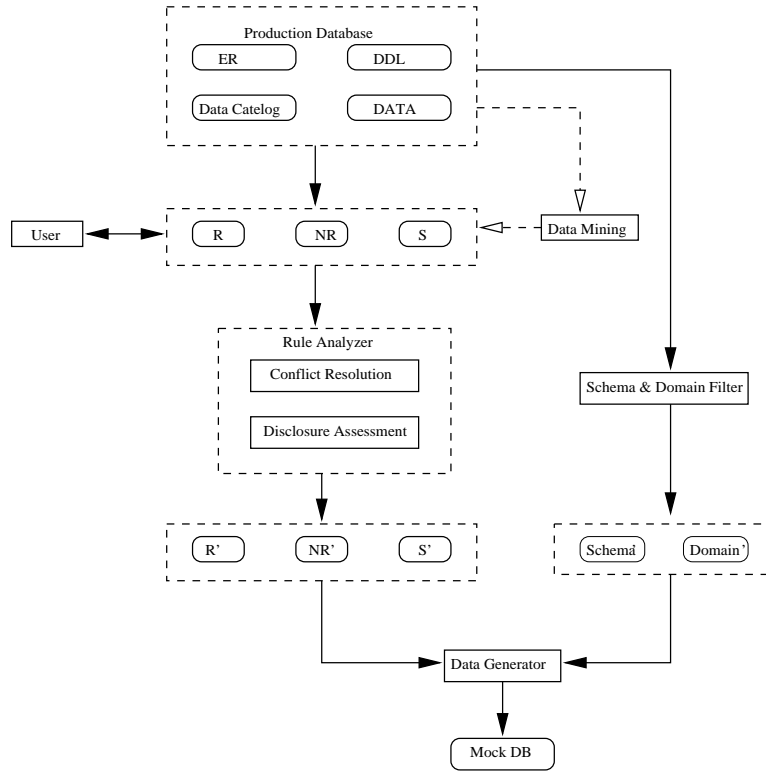 Production Database
ER
DDL
Data Catelog
DATA
User
R
NR
S
Data Mining
Rule Analyzer
Conflict Resolution
Schema & Domain Filter
Disclosure Assessment
R’
NR’
S’
Schema’
Domain’
Data Generator
Mock DB